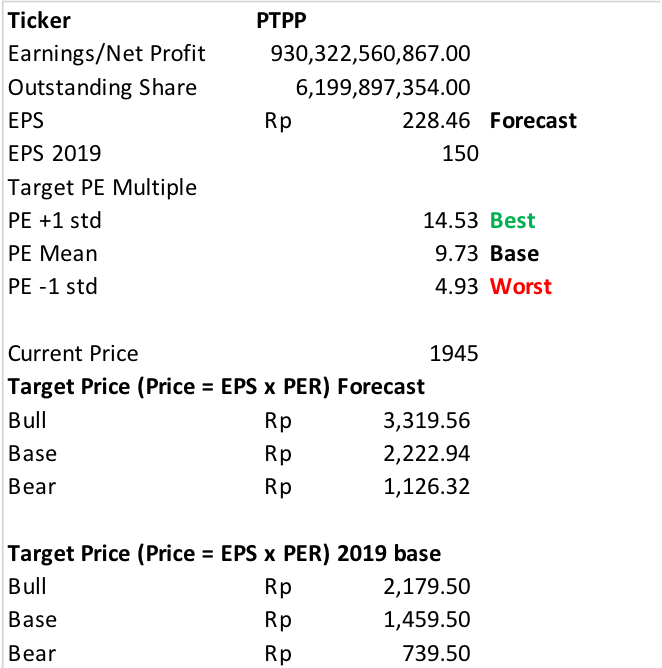 Ticker PTPP
Earnings/Net Profit 930,322,560,867.00
Outstanding Share 6,199,897,354.00
EPS Rp 228.46 Forecast
EPS 2019 150
Target PE Multiple
PE +1 std 14.53 Best
PE Mean 9.73 Base
PE -1 std 4.93 Worst
Current Price 1945
Target Price (Price = EPS x PER) Forecast
Bull Rp 3,319.56
Base Rp 2,222.94
Bear Rp 1,126.32
Target Price (Price = EPS x PER) 2019 base
Bull Rp 2,179.50
Base Rp 1,459.50
Bear Rp 739.50